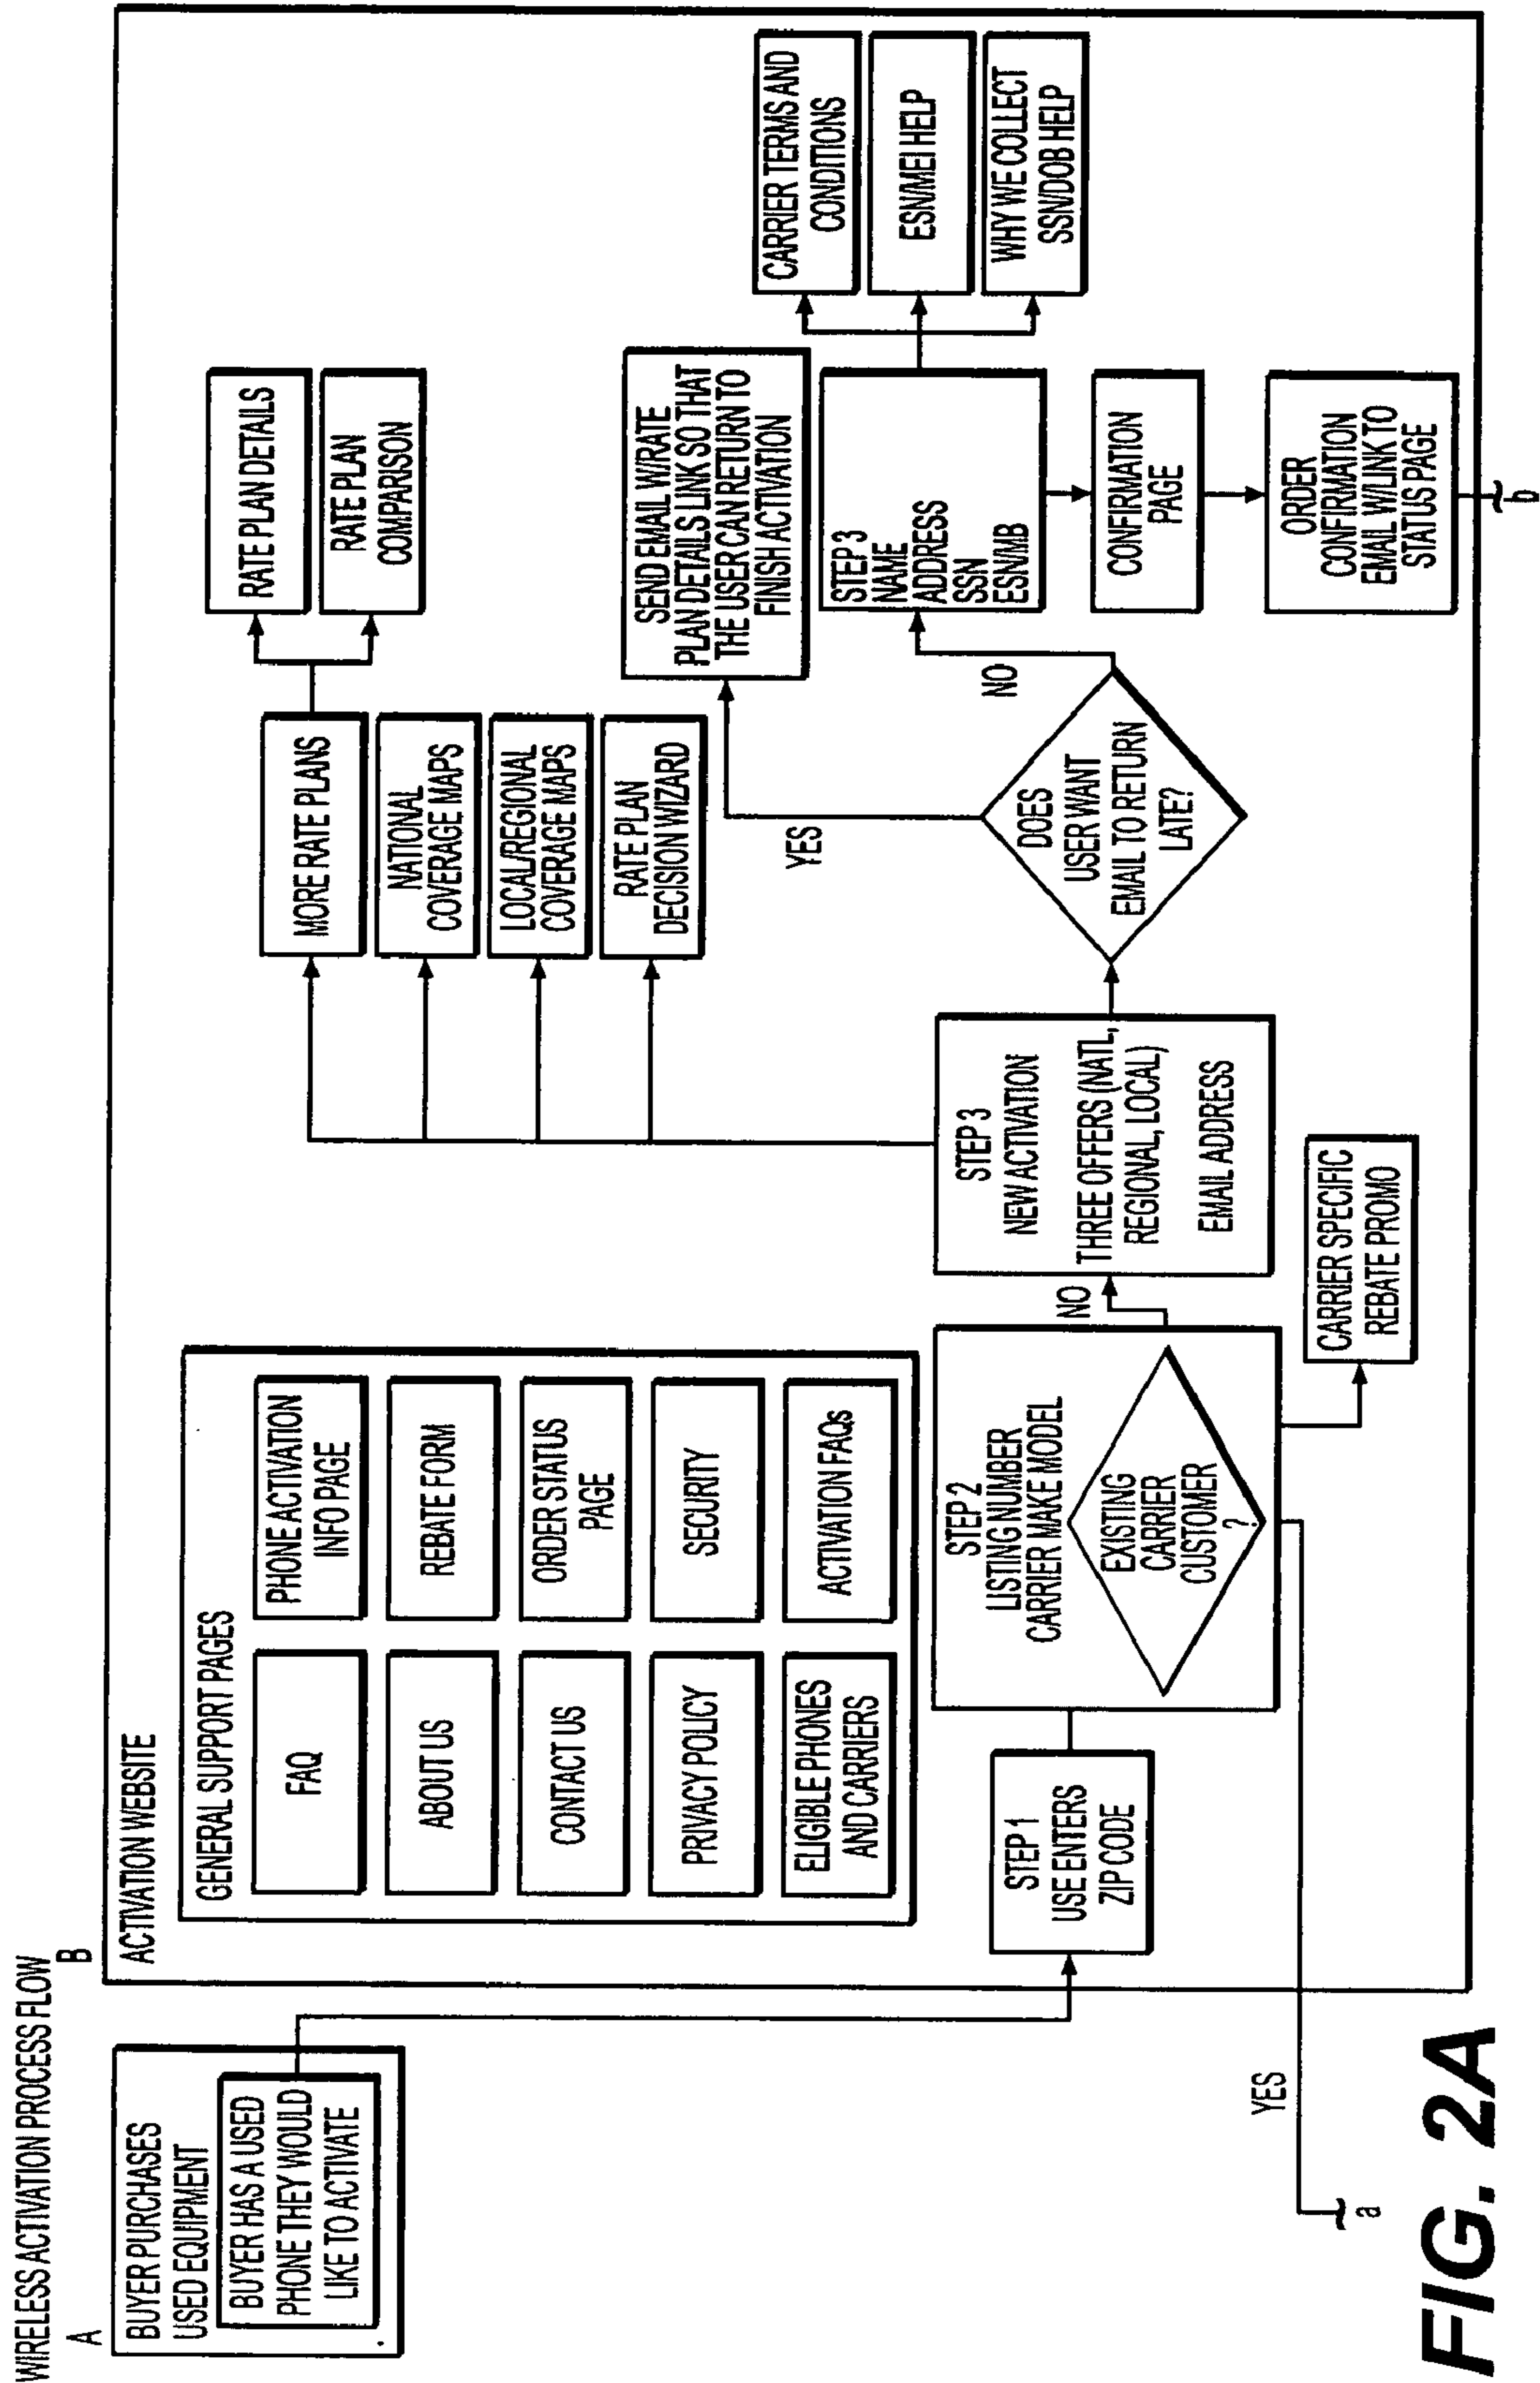 WIRELESS ACTIVATION PROCESS FLOW
A
BUYER PURCHASES
USED EQUIPMENT
BUYER HAS A USED
PHONE THEY WOULD
LIKE TO ACTIVATE
B
ACTIVATION WEBSITE
GENERAL SUPPORT PAGES
FAQ
PHONE ACTIVATION
INFO PAGE
ABOUT US
REBATE FORM
CONTACT US
ORDER STATUS
PAGE
PRIVACY POLICY
SECURITY
ELIGIBLE PHONES
AND CARRIERS
ACTIVATION FAQs
STEP 1
USE ENTERS
ZIP CODE
STEP 2
LISTING NUMBER
CARRIER MAKE MODEL
EXISTING
CARRIER
CUSTOMER
?
YES
a
NO
CARRIER SPECIFIC
REBATE PROMO
STEP 3
NEW ACTIVATION
THREE OFFERS (NATL,
REGIONAL, LOCAL)
EMAIL ADDRESS
MORE RATE PLANS
NATIONAL
COVERAGE MAPS
LOCAL/REGIONAL
COVERAGE MAPS
RATE PLAN
DECISION WIZARD
RATE PLAN DETAILS
RATE PLAN
COMPARISON
DOES
USER WANT
EMAIL TO RETURN
LATE?
YES
NO
SEND EMAIL W/RATE
PLAN DETAILS LINK SO THAT
THE USER CAN RETURN TO
FINISH ACTIVATION
STEP 3
NAME
ADDRESS
SSN
ESN/MB
CARRIER TERMS AND
CONDITIONS
ESN/MEI HELP
WHY WE COLLECT
SSN/DOB HELP
CONFIRMATION
PAGE
ORDER
CONFIRMATION
EMAIL W/LINK TO
STATUS PAGE
b
FIG. 2A